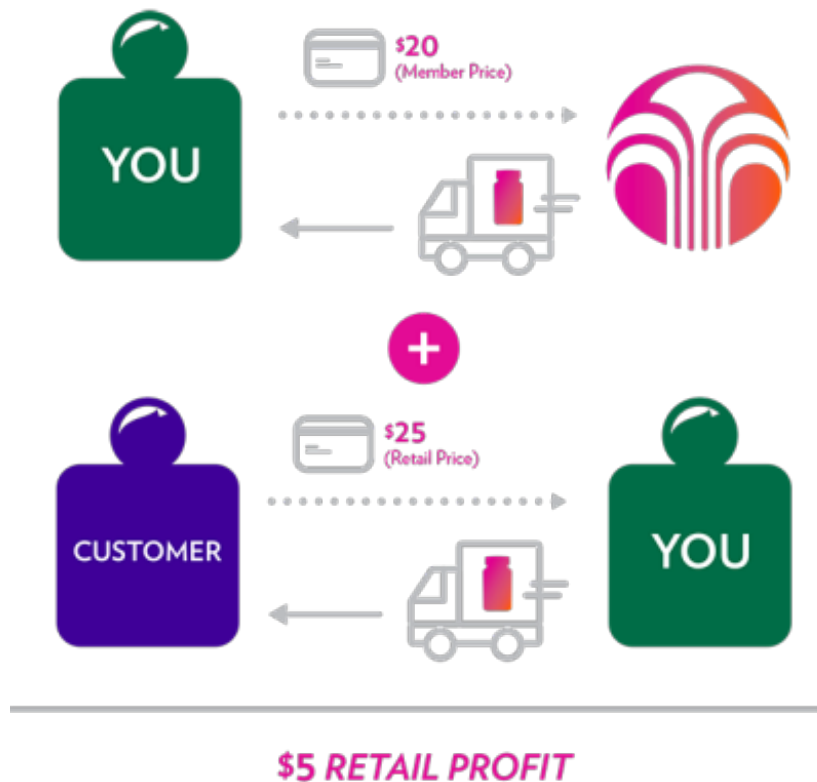 $20
(Member Price)
YOU
+
$25
(Retail Price)
CUSTOMER
YOU
$5 RETAIL PROFIT